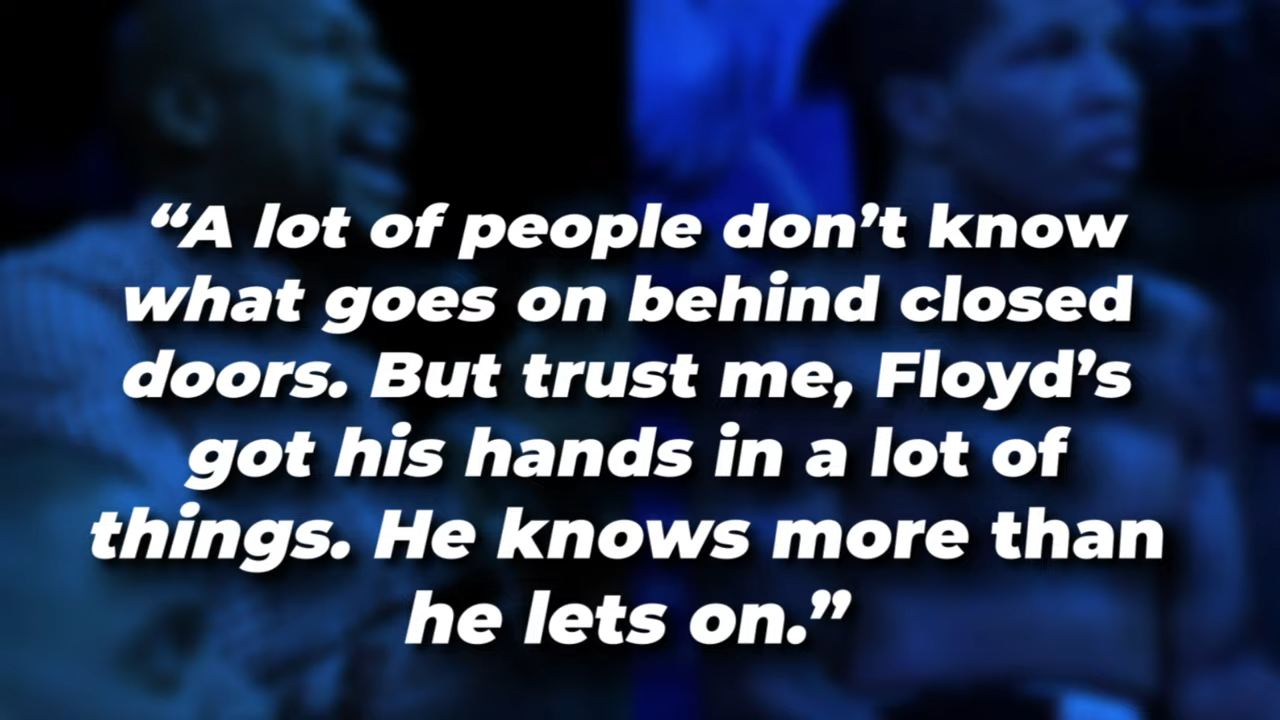 “A lot of people don’t know
what goes on behind closed
doors. But trust me, Floyd’s
got his hands in a lot of
things. He knows more than
he lets on.”